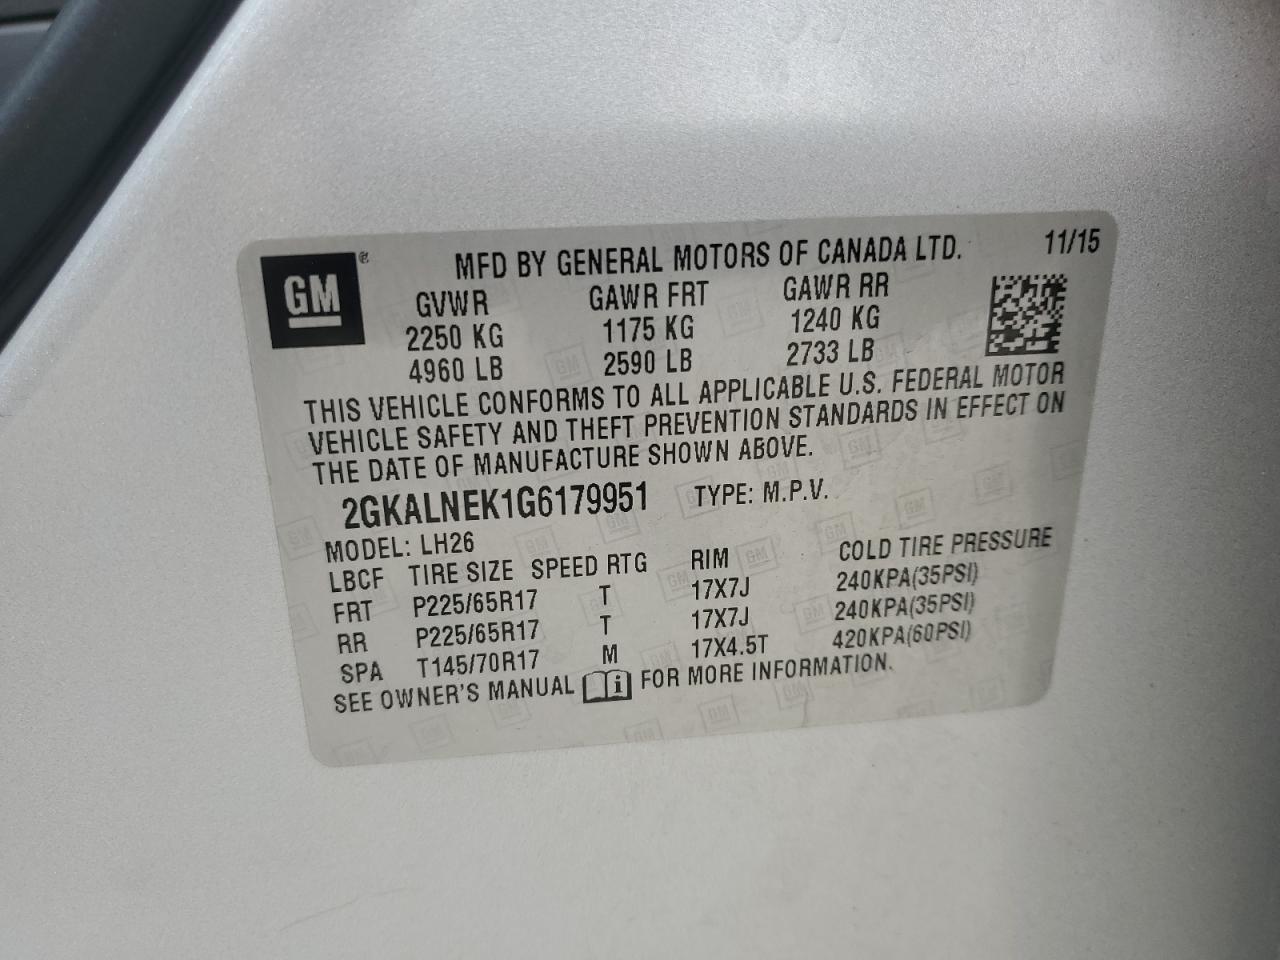 GM® MFD BY GENERAL MOTORS OF CANADA LTD. 11/15
GVWR GAWR FRT GAWR RR
2250 KG 1175 KG 1240 KG
4960 LB 2590 LB 2733 LB
THIS VEHICLE CONFORMS TO ALL APPLICABLE U.S. FEDERAL MOTOR
VEHICLE SAFETY AND THEFT PREVENTION STANDARDS IN EFFECT ON
THE DATE OF MANUFACTURE SHOWN ABOVE.
2GKALNEK1G6179951 TYPE: M.P.V.
MODEL: LH26
LBCF TIRE SIZE SPEED RTG RIM COLD TIRE PRESSURE
FRT P225/65R17 T 17X7J 240KPA(35PSI)
RR P225/65R17 T 17X7J 240KPA(35PSI)
SPA T145/70R17 M 17X4.5T 420KPA(60PSI)
SEE OWNER'S MANUAL i FOR MORE INFORMATION.